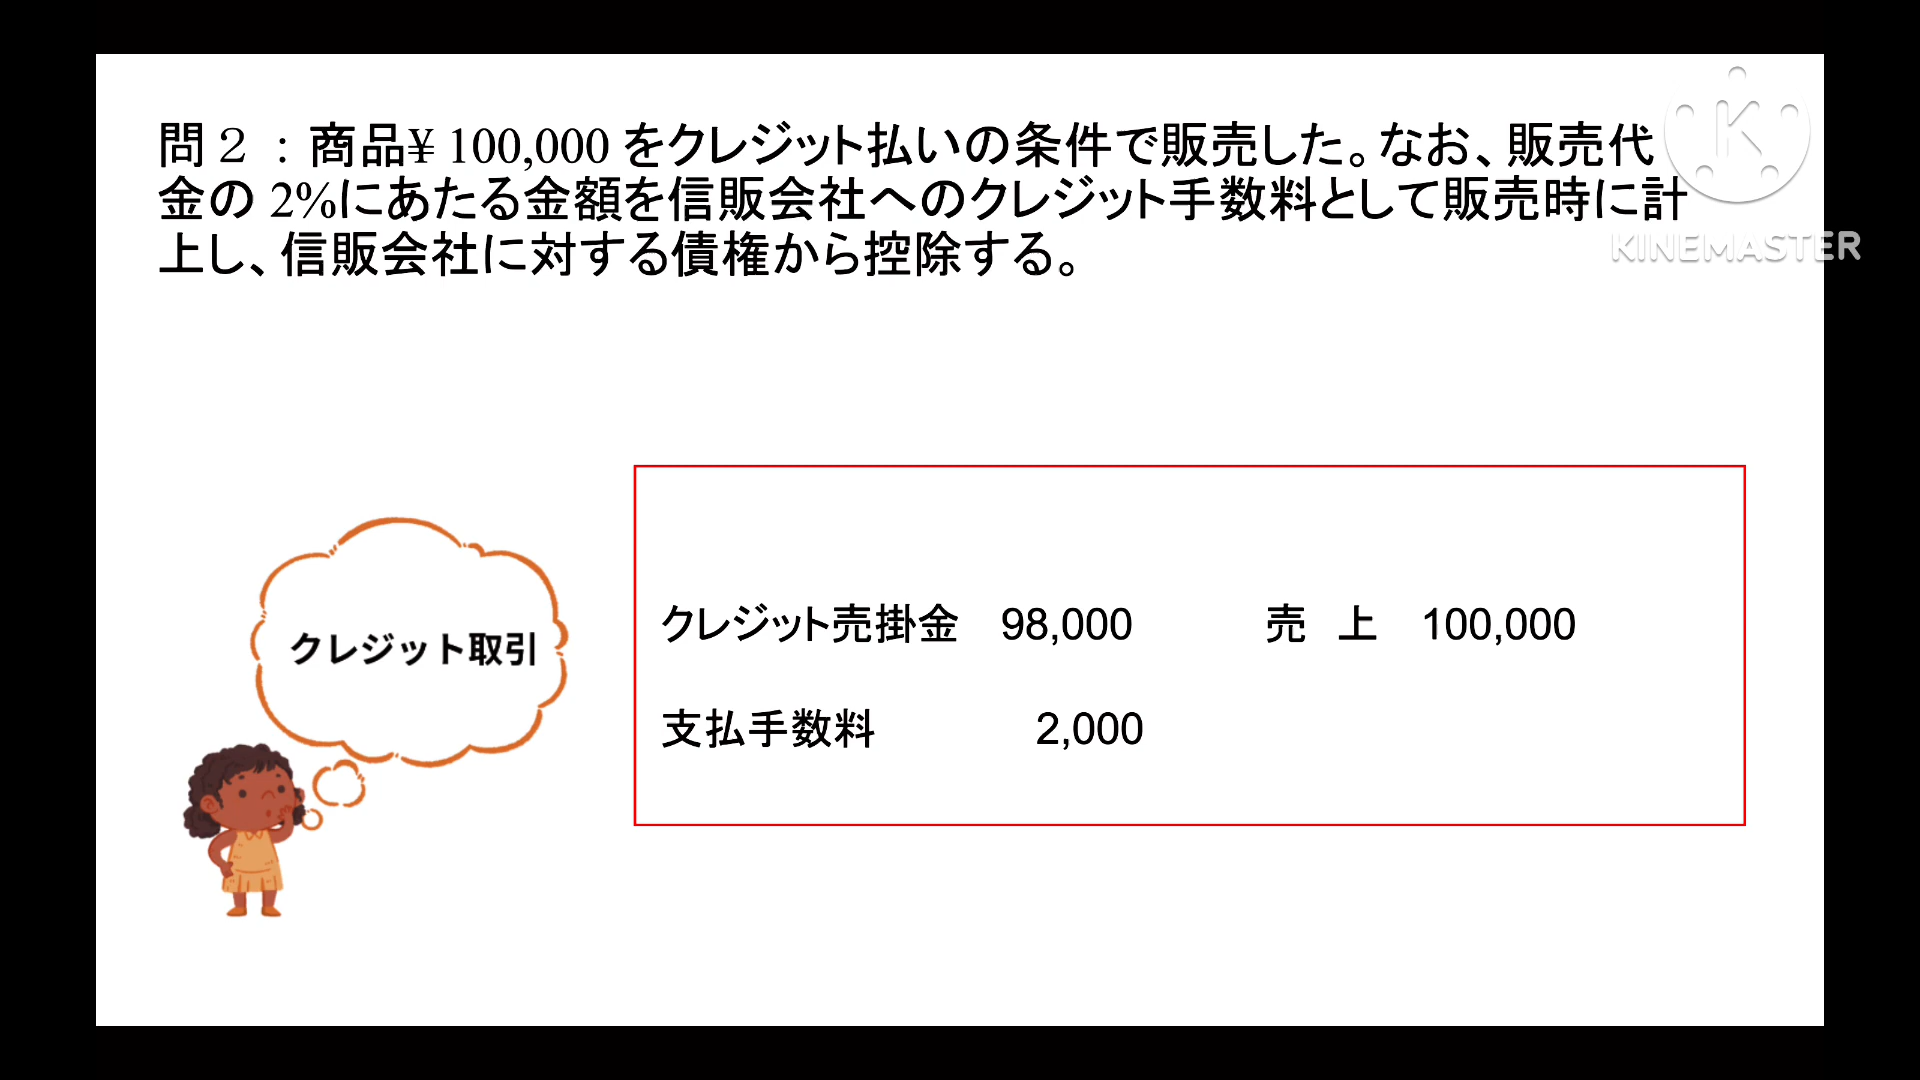 問２：商品¥ 100,000 をクレジット払いの条件で販売した。なお、販売代
金の 2%にあたる金額を信販会社へのクレジット手数料として販売時に計
上し、信販会社に対する債権から控除する。
K
KINEMASTER
クレジット売掛金 98,000 売 上 100,000
クレジット取引
支払手数料 2,000